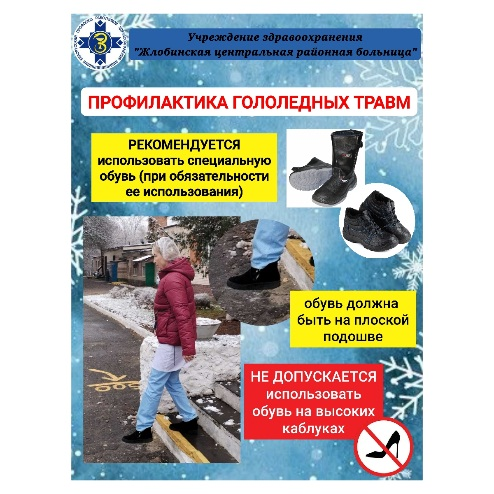 Учреждение здравоохранения
"Жлобинская центральная районная больница"
ПРОФИЛАКТИКА ГОЛОЛЕДНЫХ ТРАВМ
РЕКОМЕНДУЕТСЯ
использовать специальную
обувь (при обязательности
ее использования)
обувь должна
быть на плоской
подошве
НЕ ДОПУСКАЕТСЯ
использовать
обувь на высоких
каблуках